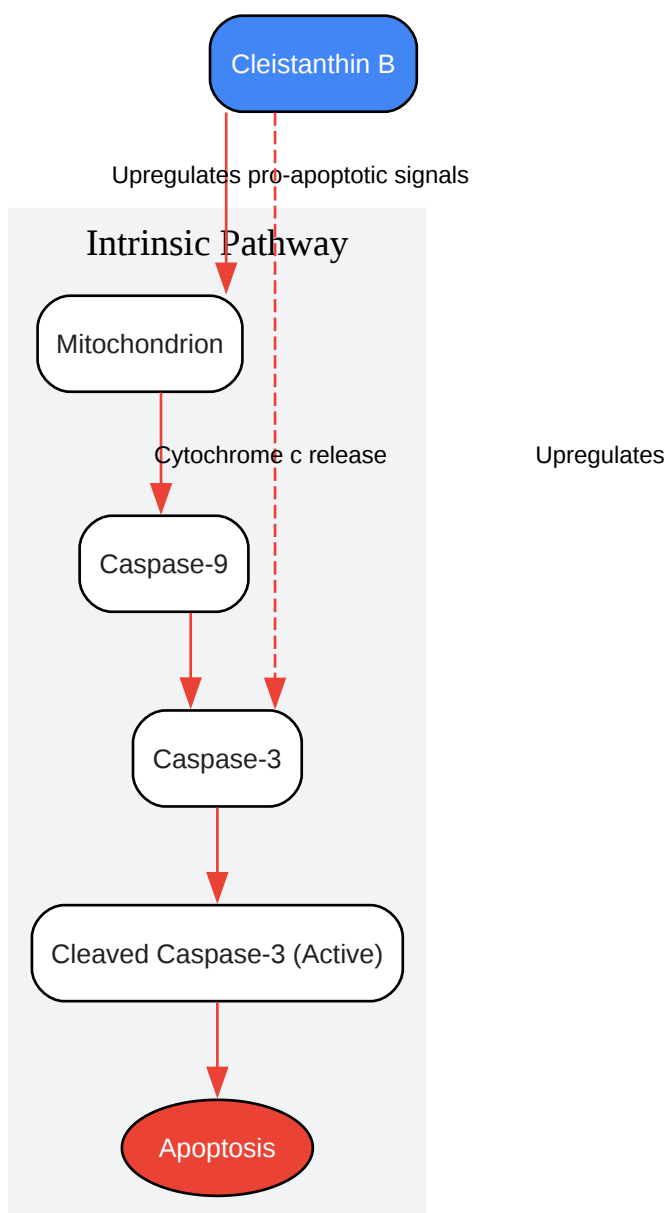 Cleistanthin B
Upregulates pro-apoptotic signals
Intrinsic Pathway
Mitochondrion
Cytochrome c release
Upregulates
Caspase-9
Caspase-3
Cleaved Caspase-3 (Active)
Apoptosis